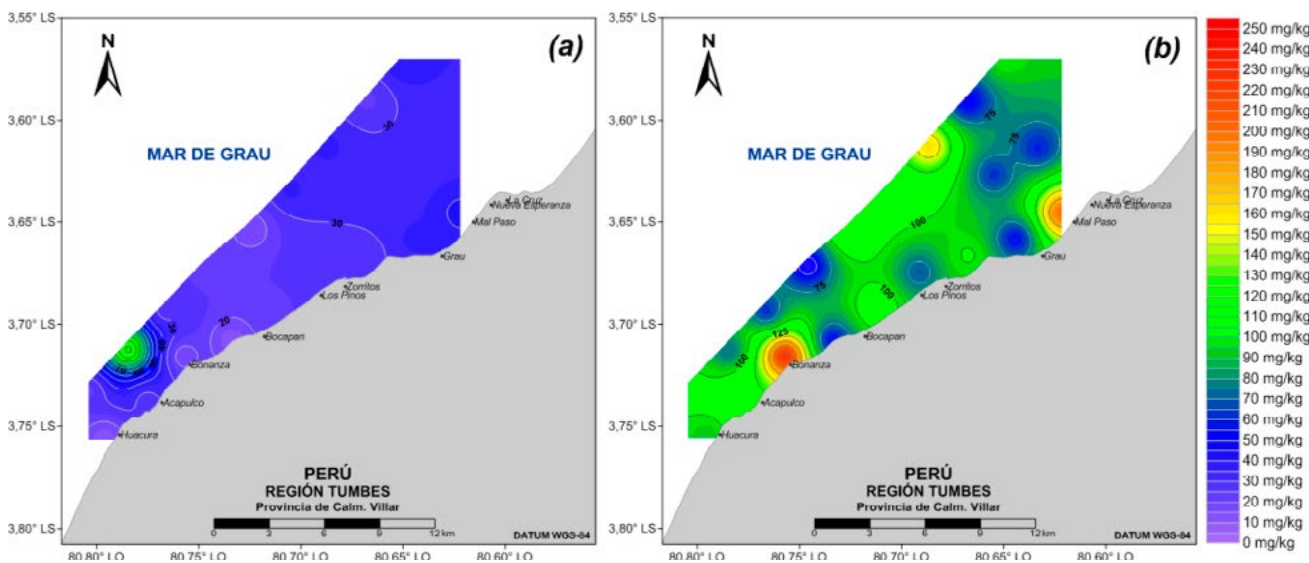 3,55° LS
3,60° LS
3,65° LS
3,70° LS
3,75° LS
3,80° LS
80.80° LO
80.75° LO
80.70° LO
80.65° LO
80.60° LO
N
(a)
MAR DE GRAU
30
30
30
20
La Cruz
Nueva Esperanza
Mal Paso
Grau
Zorritos
Los Pinos
Bocapan
Bonanza
Acapulco
Huacura
PERÚ
REGIÓN TUMBES
Provincia de Calm. Villar
0 3 6 9 12 km
DATUM WGS-84
3,55° LS
3,60° LS
3,65° LS
3,70° LS
3,75° LS
3,80° LS
80.80° LO
80.75° LO
80.70° LO
80.65° LO
80.60° LO
N
(b)
MAR DE GRAU
75
75
75
100
75
100
125
100
La Cruz
Nueva Esperanza
Mal Paso
Grau
Zorritos
Los Pinos
Bocapan
Bonanza
Acapulco
Huacura
PERÚ
REGIÓN TUMBES
Provincia de Calm. Villar
0 3 6 9 12 km
DATUM WGS-84
250 mg/kg
240 mg/kg
230 mg/kg
220 mg/kg
210 mg/kg
200 mg/kg
190 mg/kg
180 mg/kg
170 mg/kg
160 mg/kg
150 mg/kg
140 mg/kg
130 mg/kg
120 mg/kg
110 mg/kg
100 mg/kg
90 mg/kg
80 mg/kg
70 mg/kg
60 mg/kg
50 mg/kg
40 mg/kg
30 mg/kg
20 mg/kg
10 mg/kg
0 mg/kg